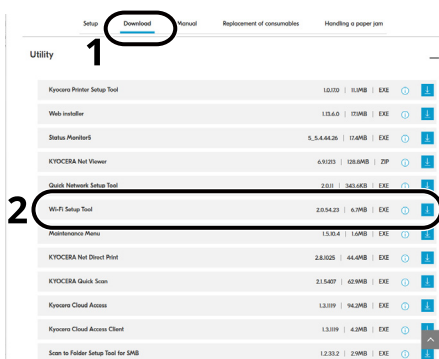 Setup Download Manual Replacement of consumables Handling a paper jam
1
Utility
Kyocera Printer Setup Tool 1.0.17.0 | 11.1MB | EXE
Web installer 1.13.6.0 | 17.1MB | EXE
Status Monitor5 5_5.4.44.26 | 17.4MB | EXE
KYOCERA Net Viewer 6.9.1213 | 128.8MB | ZIP
Quick Network Setup Tool 2.0.11 | 343.6KB | EXE
2
Wi-Fi Setup Tool 2.0.54.23 | 6.7MB | EXE
Maintenance Menu 1.5.10.4 | 1.6MB | EXE
KYOCERA Net Direct Print 2.8.1025 | 44.4MB | EXE
KYOCERA Quick Scan 2.1.5407 | 62.9MB | EXE
Kyocera Cloud Access 1.3.1119 | 94.2MB | EXE
Kyocera Cloud Access Client 1.3.1119 | 4.2MB | EXE
Scan to Folder Setup Tool for SMB 1.2.33.2 | 2.9MB | EXE